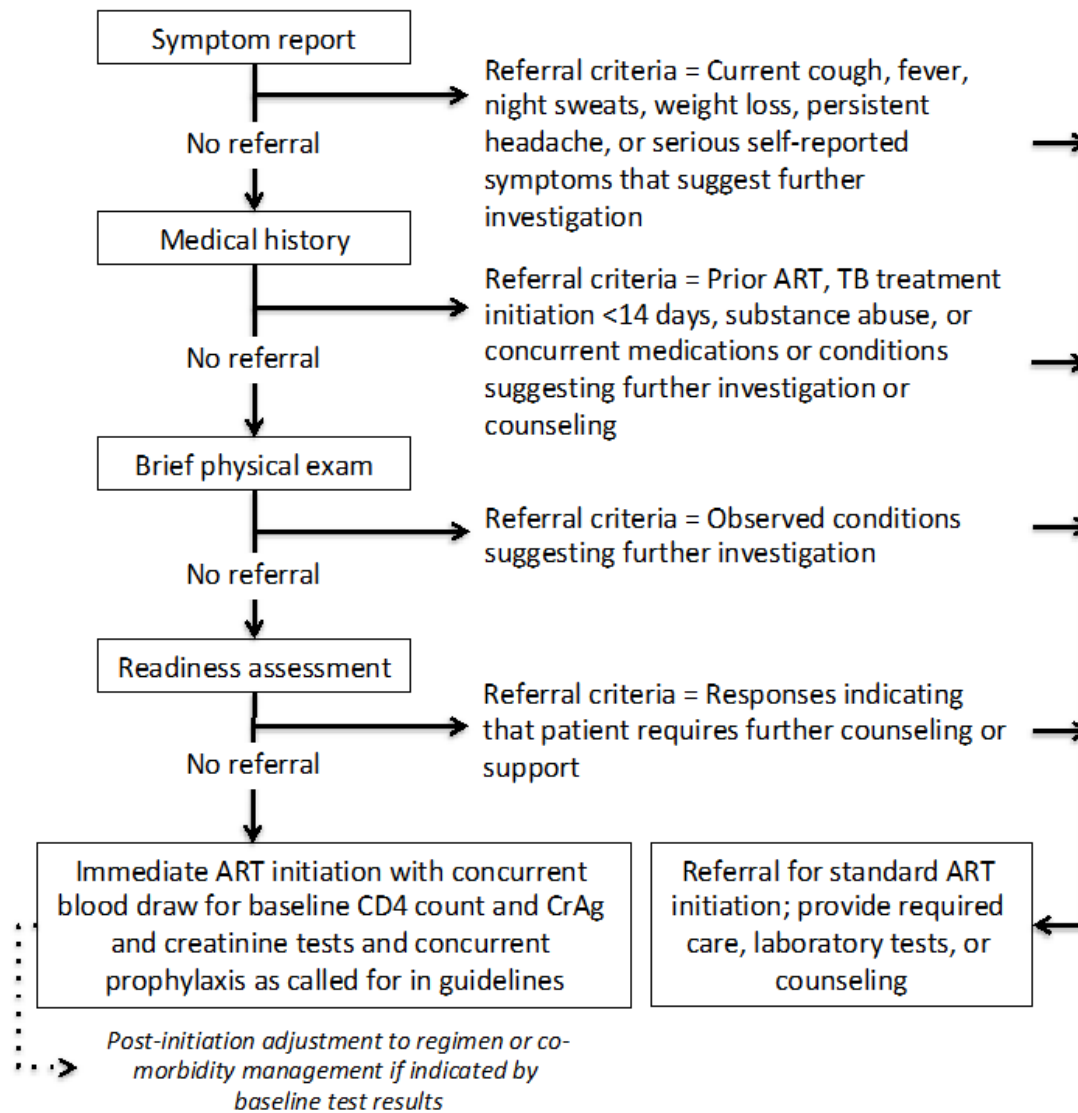 Symptom report
Referral criteria = Current cough, fever,
night sweats, weight loss, persistent
headache, or serious self-reported
symptoms that suggest further
investigation
No referral
Medical history
Referral criteria = Prior ART, TB treatment
initiation <14 days, substance abuse, or
concurrent medications or conditions
suggesting further investigation or
counseling
No referral
Brief physical exam
Referral criteria = Observed conditions
suggesting further investigation
No referral
Readiness assessment
Referral criteria = Responses indicating
that patient requires further counseling or
support
No referral
Immediate ART initiation with concurrent
blood draw for baseline CD4 count and CrAg
and creatinine tests and concurrent
prophylaxis as called for in guidelines
Referral for standard ART
initiation; provide required
care, laboratory tests, or
counseling
Post-initiation adjustment to regimen or co-
morbidity management if indicated by
baseline test results